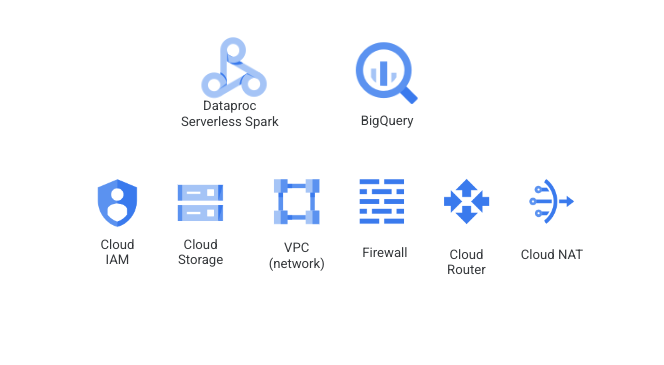 Dataproc
Serverless Spark
BigQuery
Cloud
IAM
Cloud
Storage
VPC
(network)
Firewall
Cloud
Router
Cloud NAT